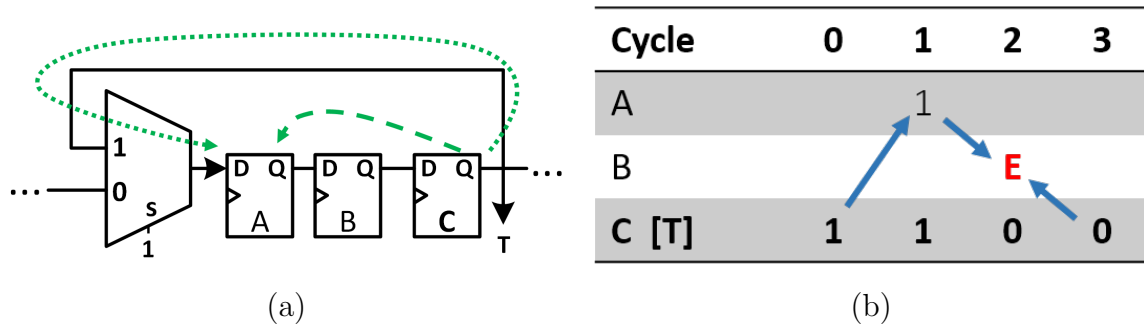 1
0
S
1
D Q
A
D Q
B
D Q
C
...
...
T
(a)
Cycle 0 1 2 3
A 1
B E
C [T] 1 1 0 0
(b)